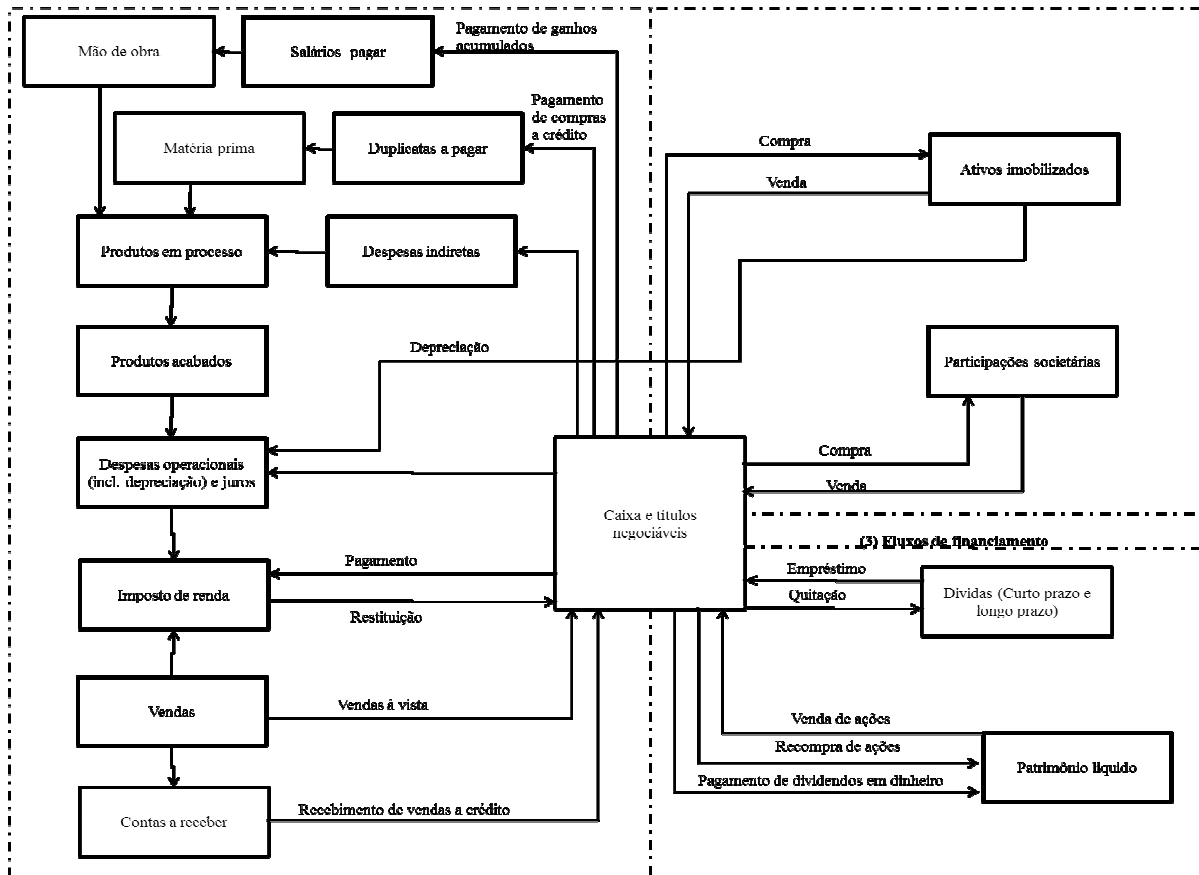 Mão de obra
Salários pagar
Pagamento de ganhos
acumulados
Matéria prima
Duplicatas a pagar
Pagamento
de compras
a crédito
Produtos em processo
Despesas indiretas
Produtos acabados
Depreciação
Despesas operacionais
(incl. depreciação) e juros
Imposto de renda
Pagamento
Restituição
Vendas
Vendas à vista
Contas a receber
Recebimento de vendas a crédito
Caixa e títulos
negociáveis
Compra
Venda
Ativos imobilizados
Participações societárias
Compra
Venda
(3) Fluxos de financiamento
Empréstimo
Quitação
Dívidas (Curto prazo e
longo prazo)
Venda de ações
Recompra de ações
Pagamento de dividendos em dinheiro
Patrimônio líquido